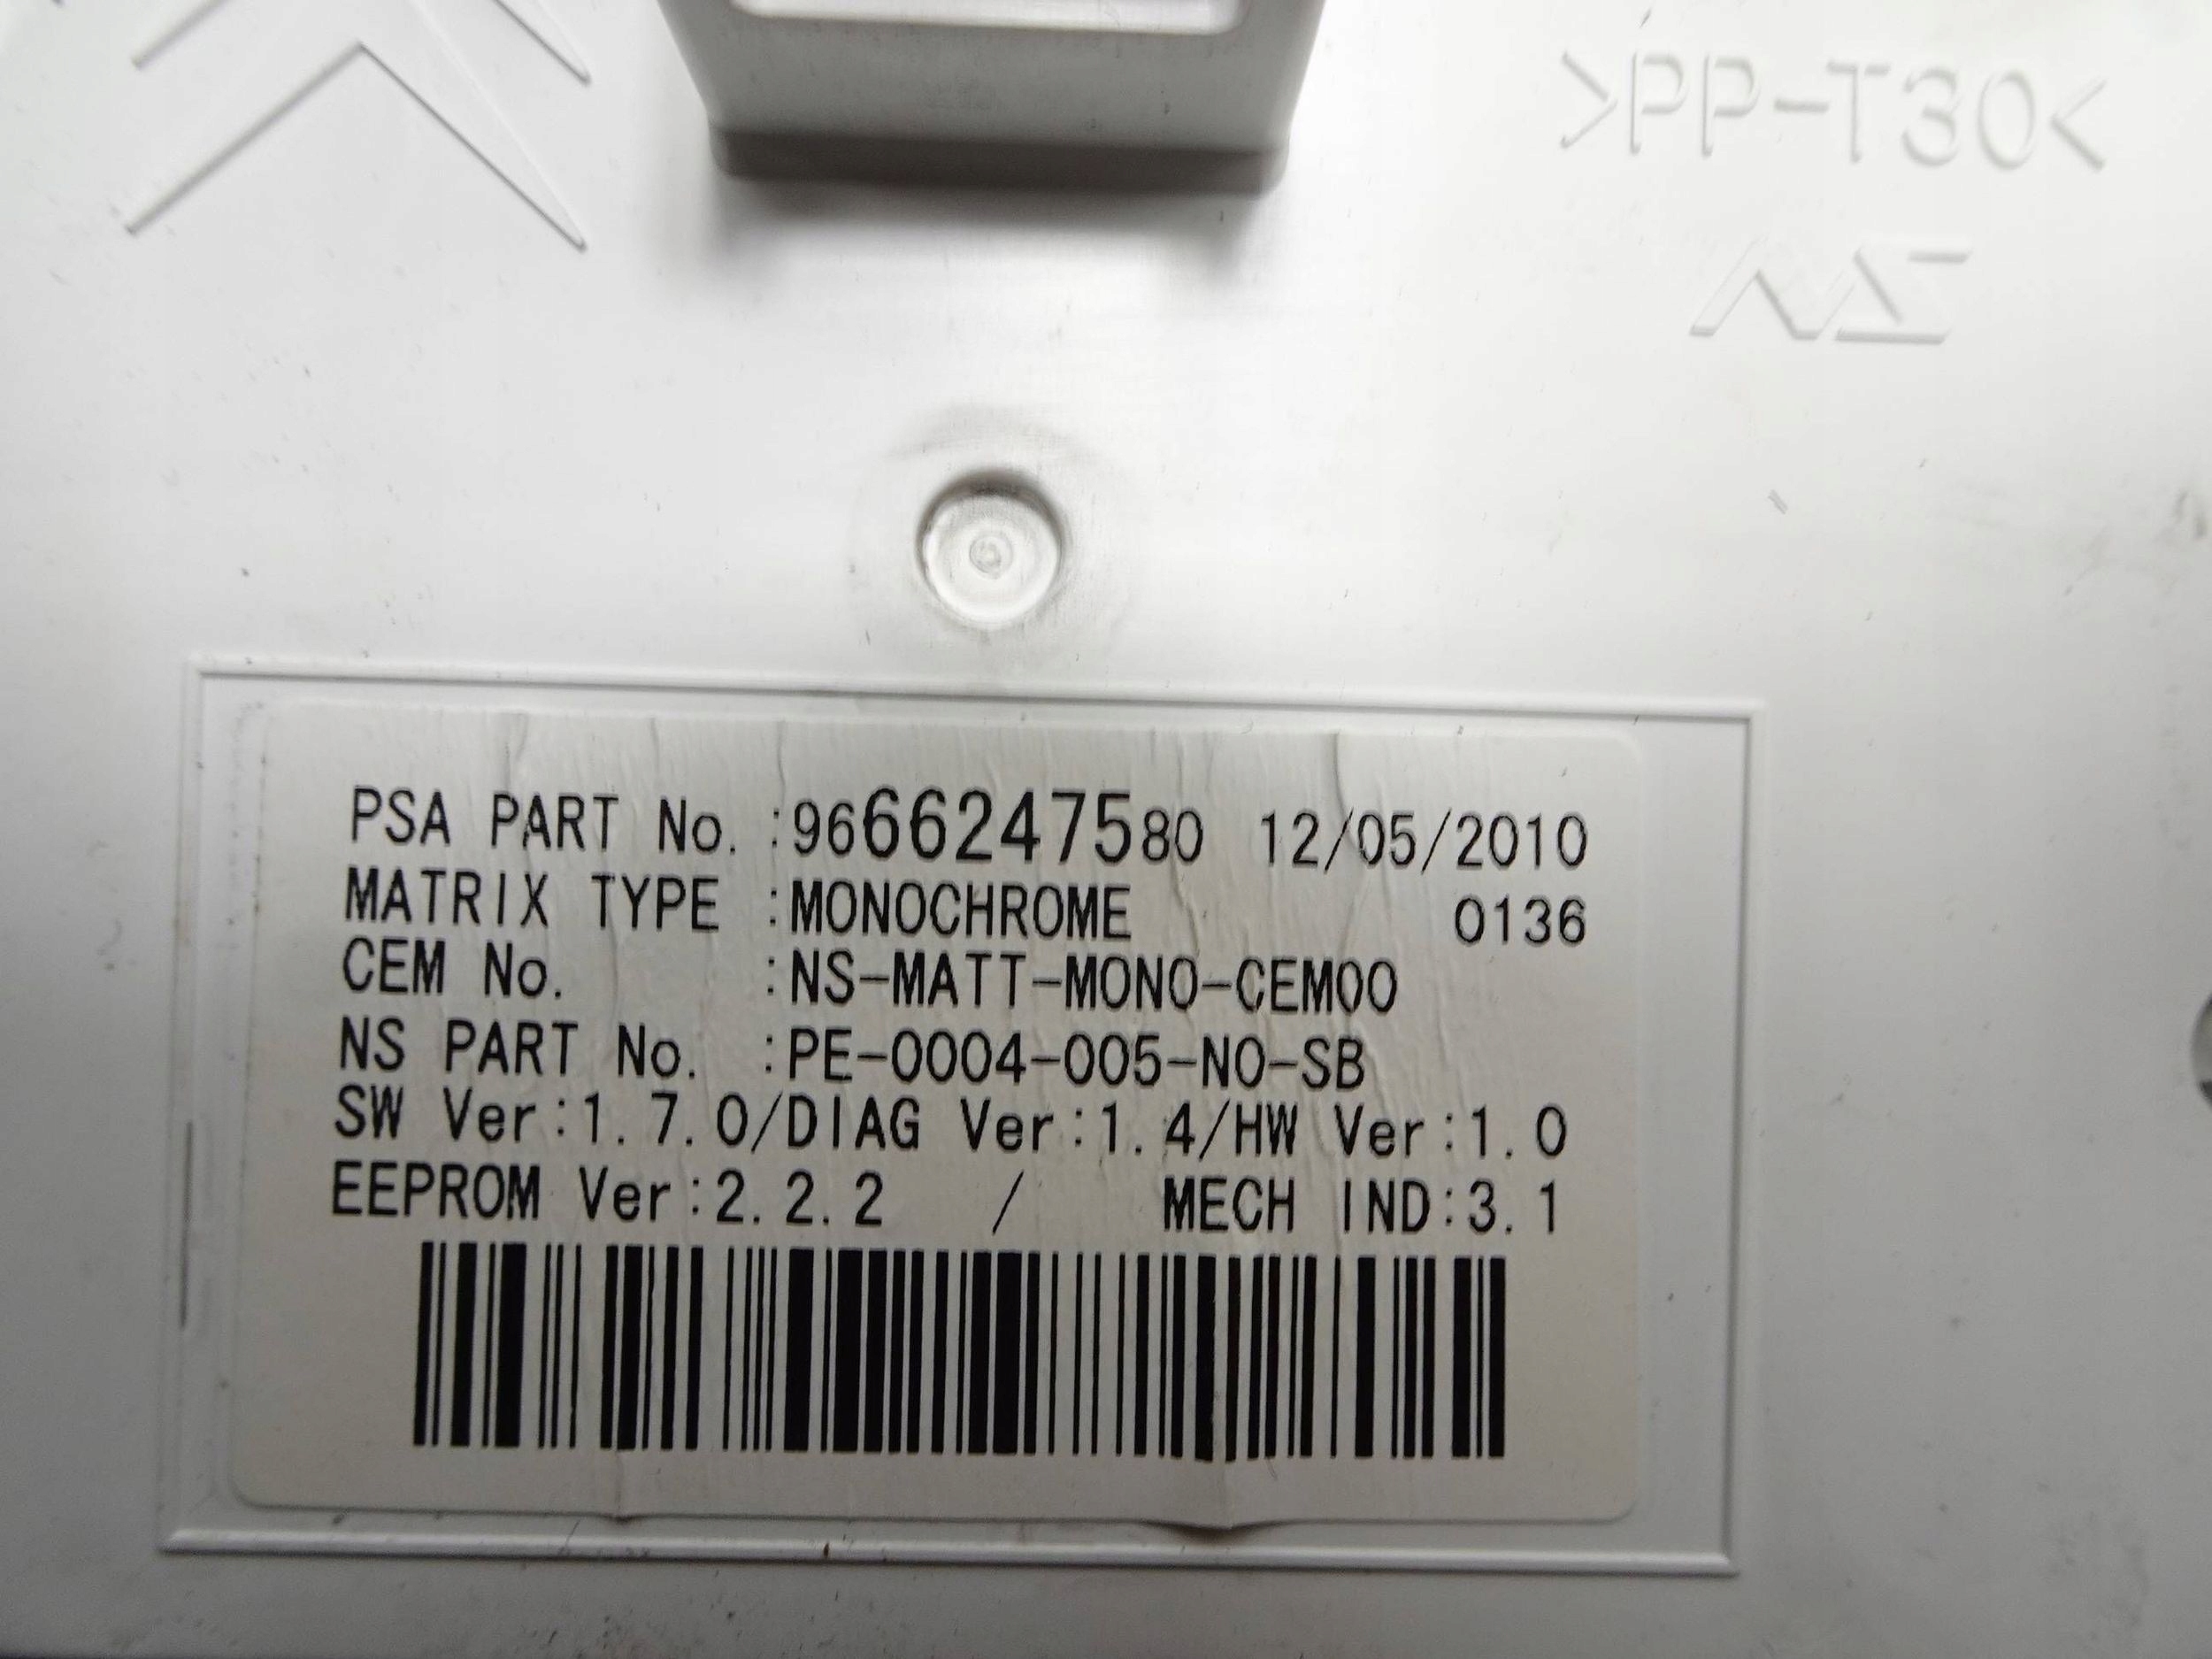 >PP-T30<
NS
PSA PART No. :9666247580 12/05/2010
MATRIX TYPE :MONOCHROME 0136
CEM No. :NS-MATT-MONO-CEM00
NS PART No. :PE-0004-005-N0-SB
SW Ver:1.7.0/DIAG Ver:1.4/HW Ver:1.0
EEPROM Ver:2.2.2 / MECH IND:3.1